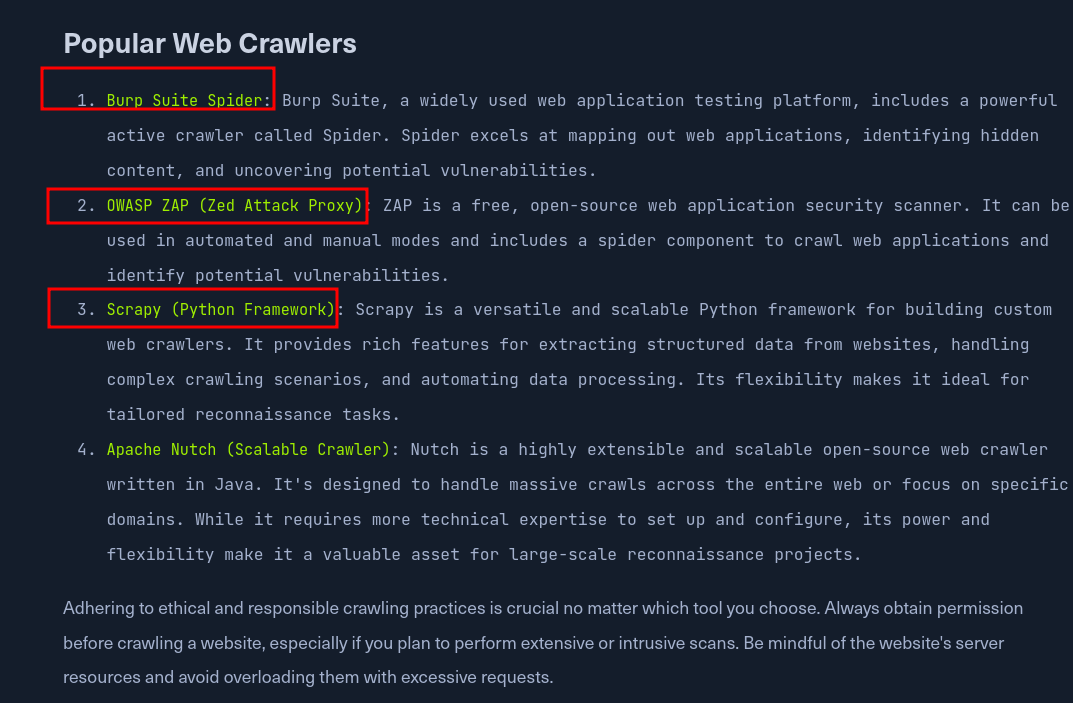 Popular Web Crawlers
1. Burp Suite Spider: Burp Suite, a widely used web application testing platform, includes a powerful
active crawler called Spider. Spider excels at mapping out web applications, identifying hidden
content, and uncovering potential vulnerabilities.
2. OWASP ZAP (Zed Attack Proxy): ZAP is a free, open-source web application security scanner. It can be
used in automated and manual modes and includes a spider component to crawl web applications and
identify potential vulnerabilities.
3. Scrapy (Python Framework): Scrapy is a versatile and scalable Python framework for building custom
web crawlers. It provides rich features for extracting structured data from websites, handling
complex crawling scenarios, and automating data processing. Its flexibility makes it ideal for
tailored reconnaissance tasks.
4. Apache Nutch (Scalable Crawler): Nutch is a highly extensible and scalable open-source web crawler
written in Java. It's designed to handle massive crawls across the entire web or focus on specific
domains. While it requires more technical expertise to set up and configure, its power and
flexibility make it a valuable asset for large-scale reconnaissance projects.
Adhering to ethical and responsible crawling practices is crucial no matter which tool you choose. Always obtain permission
before crawling a website, especially if you plan to perform extensive or intrusive scans. Be mindful of the website's server
resources and avoid overloading them with excessive requests.